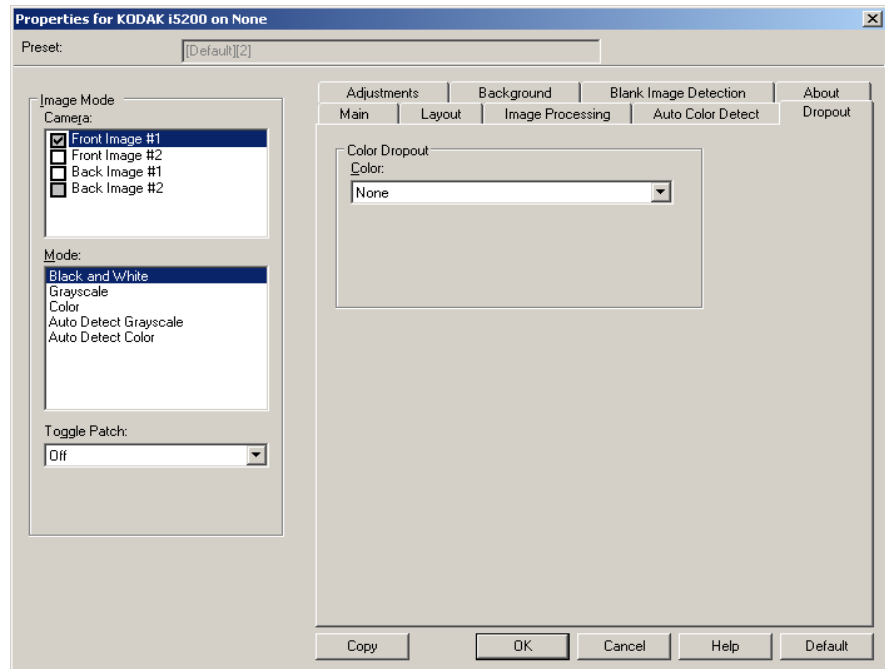 Properties for KODAK i5200 on None
Preset:
[Default][2]
Image Mode
Camera:
Front Image #1
Front Image #2
Back Image #1
Back Image #2
Mode:
Black and White
Grayscale
Color
Auto Detect Grayscale
Auto Detect Color
Toggle Patch:
Off
Adjustments
Background
Blank Image Detection
About
Main
Layout
Image Processing
Auto Color Detect
Dropout
Color Dropout
Color:
None
Copy
OK
Cancel
Help
Default